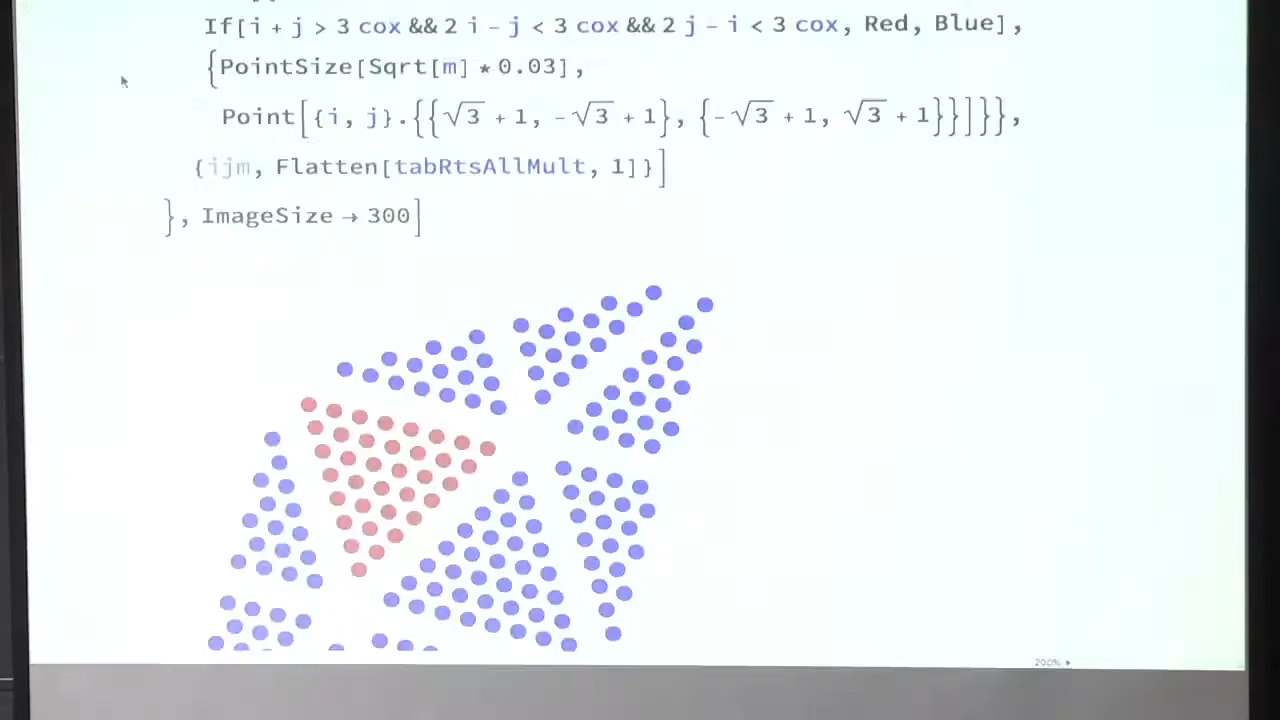 If[i + j > 3 cox && 2 i - j < 3 cox && 2 j - i < 3 cox, Red, Blue],
{PointSize[Sqrt[m] * 0.03],
Point[{i, j}.{{√3 + 1, -√3 + 1}, {-√3 + 1, √3 + 1}}]}},
{ijm, Flatten[tabRtsAllMult, 1]}]
}, ImageSize → 300]
200%